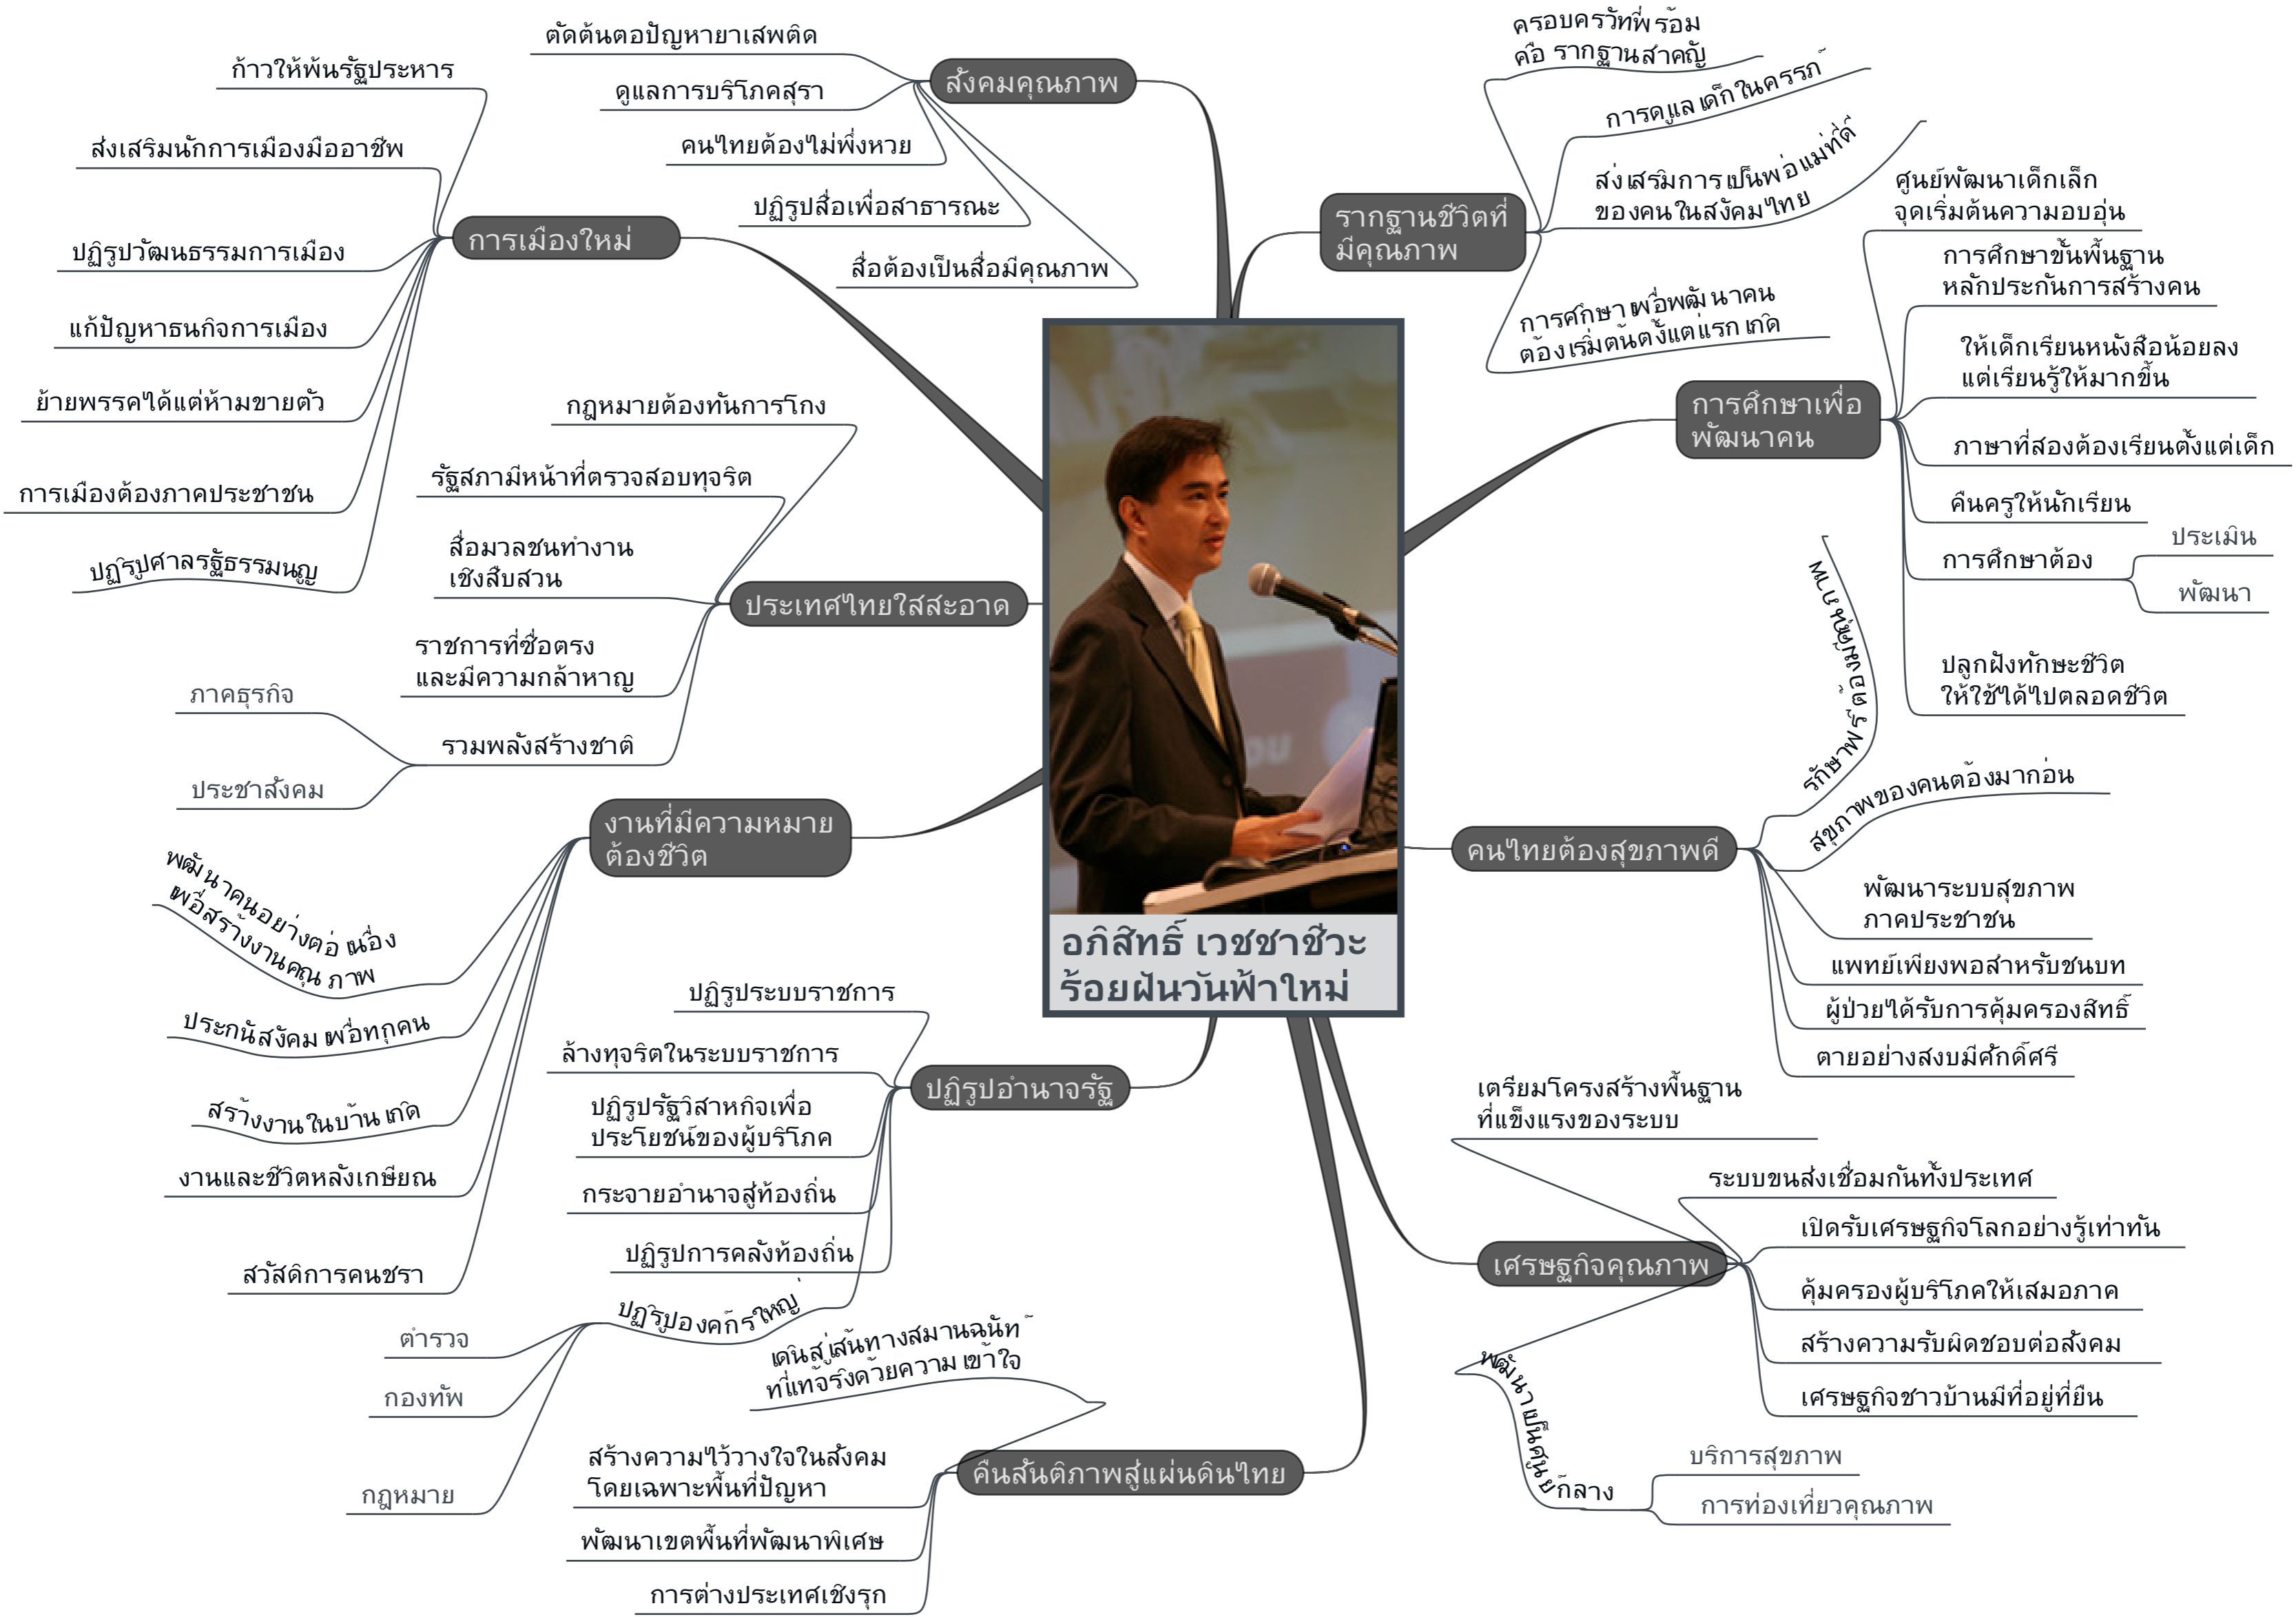 อภิสิทธิ์ เวชชาชีวะ
ร้อยฝันวันฟ้าใหม่
สังคมคุณภาพ
ตัดต้นตอปัญหายาเสพติด
ดูแลการบริโภคสุรา
คนไทยต้องไม่พึ่งหวย
ปฏิรูปสื่อเพื่อสาธารณะ
สื่อต้องเป็นสื่อมีคุณภาพ
การเมืองใหม่
ก้าวให้พ้นรัฐประหาร
ส่งเสริมนักการเมืองมืออาชีพ
ปฏิรูปวัฒนธรรมการเมือง
แก้ปัญหาธนกิจการเมือง
ย้ายพรรคได้แต่ห้ามขายตัว
การเมืองต้องภาคประชาชน
ปฏิรูปศาลรัฐธรรมนูญ
ประเทศไทยใสสะอาด
กฎหมายต้องทันการโกง
รัฐสภามีหน้าที่ตรวจสอบทุจริต
สื่อมวลชนทำงาน
เชิงสืบสวน
ราชการที่ซื่อตรง
และมีความกล้าหาญ
รวมพลังสร้างชาติ
ภาคธุรกิจ
ประชาสังคม
งานที่มีความหมาย
ต้องชีวิต
พัฒนาคนอย่างต่อเนื่อง
เพื่อสร้างงานคุณภาพ
ประกันสังคมเพื่อทุกคน
สร้างงานในบ้านเกิด
งานและชีวิตหลังเกษียณ
สวัสดิการคนชรา
ปฏิรูปอำนาจรัฐ
ปฏิรูประบบราชการ
ล้างทุจริตในระบบราชการ
ปฏิรูปรัฐวิสาหกิจเพื่อ
ประโยชน์ของผู้บริโภค
กระจายอำนาจสู่ท้องถิ่น
ปฏิรูปการคลังท้องถิ่น
ปฏิรูปองค์กรใหญ่
ตำรวจ
กองทัพ
กฎหมาย
คืนสันติภาพสู่แผ่นดินไทย
เดินสู่เส้นทางสมานฉันท์
ที่แท้จริงด้วยความเข้าใจ
สร้างความไว้วางใจในสังคม
โดยเฉพาะพื้นที่ปัญหา
พัฒนาเขตพื้นที่พัฒนาพิเศษ
การต่างประเทศเชิงรุก
รากฐานชีวิตที่
มีคุณภาพ
ครอบครัวที่พร้อม
คือ รากฐานสำคัญ
การดูแลเด็กในครรภ์
ส่งเสริมการเป็นพ่อแม่ที่ดี
ของคนในสังคมไทย
การศึกษาเพื่อพัฒนาคน
ต้องเริ่มต้นตั้งแต่แรกเกิด
การศึกษาเพื่อ
พัฒนาคน
ศูนย์พัฒนาเด็กเล็ก
จุดเริ่มต้นความอบอุ่น
การศึกษาขั้นพื้นฐาน
หลักประกันการสร้างคน
ให้เด็กเรียนหนังสือน้อยลง
แต่เรียนรู้ให้มากขึ้น
ภาษาที่สองต้องเรียนตั้งแต่เด็ก
คืนครูให้นักเรียน
การศึกษาต้อง
ประเมิน
พัฒนา
ปลูกฝังทักษะชีวิต
ให้ใช้ได้ไปตลอดชีวิต
คนไทยต้องสุขภาพดี
รักษาฟรีต้องมีคุณภาพ
สุขภาพของคนต้องมาก่อน
พัฒนาระบบสุขภาพ
ภาคประชาชน
แพทย์เพียงพอสำหรับชนบท
ผู้ป่วยได้รับการคุ้มครองสิทธิ์
ตายอย่างสงบมีศักดิ์ศรี
เศรษฐกิจคุณภาพ
เตรียมโครงสร้างพื้นฐาน
ที่แข็งแรงของระบบ
ระบบขนส่งเชื่อมกันทั้งประเทศ
เปิดรับเศรษฐกิจโลกอย่างรู้เท่าทัน
คุ้มครองผู้บริโภคให้เสมอภาค
สร้างความรับผิดชอบต่อสังคม
เศรษฐกิจชาวบ้านมีที่อยู่ที่ยืน
พัฒนาเป็นศูนย์กลาง
บริการสุขภาพ
การท่องเที่ยวคุณภาพ